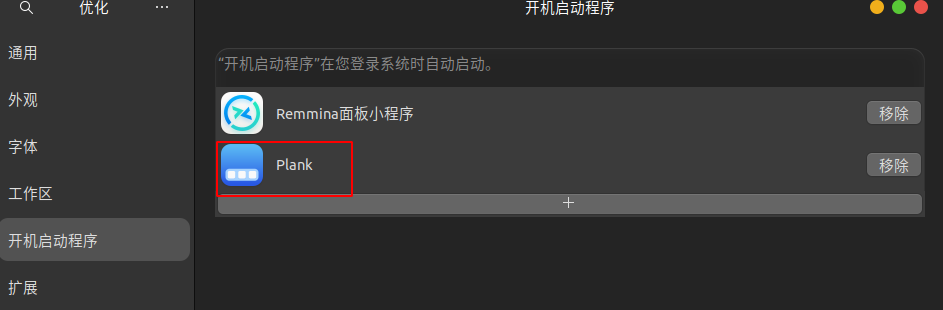 优化
···
开机启动程序
通用
外观
字体
工作区
开机启动程序
扩展
“开机启动程序”在您登录系统时自动启动。
Remmina面板小程序
移除
Plank
移除
+